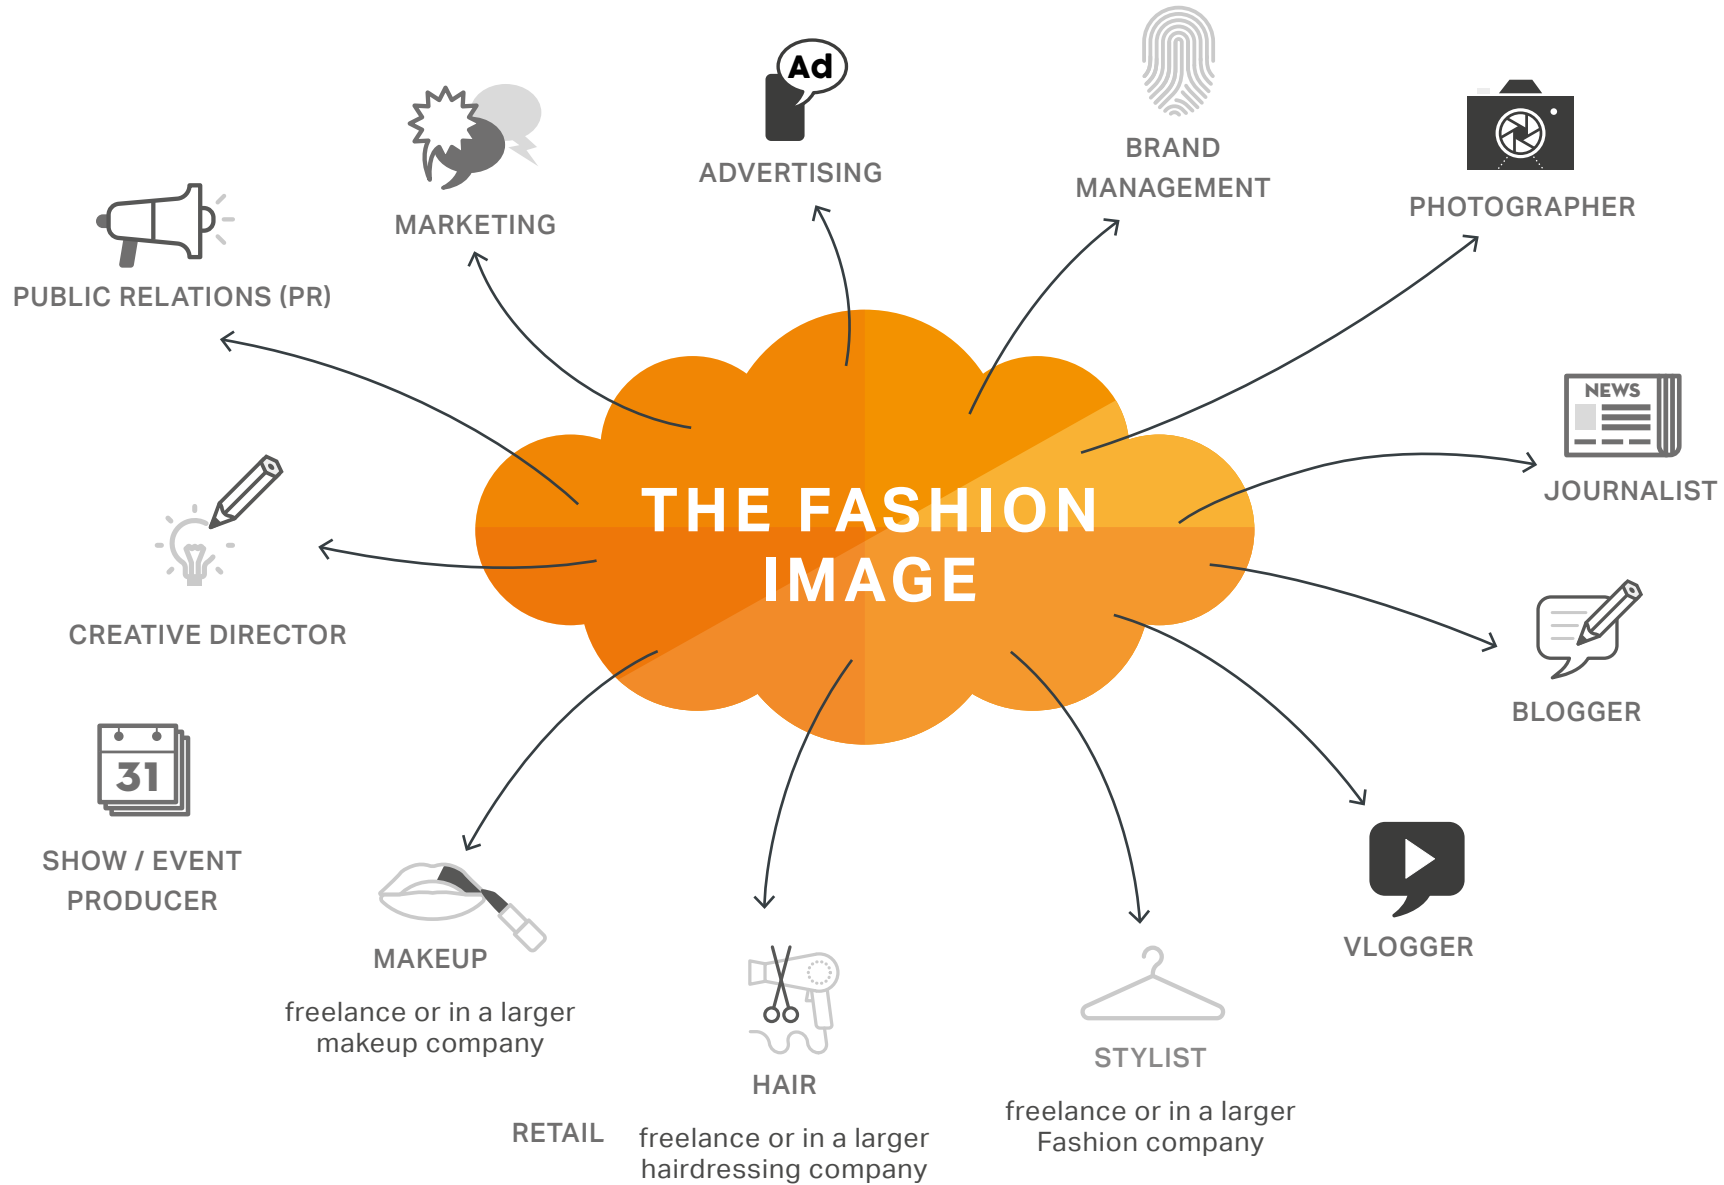 Ad
BRAND
MANAGEMENT
ADVERTISING
PHOTOGRAPHER
MARKETING
PUBLIC RELATIONS (PR)
NEWS
JOURNALIST
THE FASHION
IMAGE
CREATIVE DIRECTOR
BLOGGER
31
SHOW / EVENT
PRODUCER
VLOGGER
MAKEUP
freelance or in a larger
makeup company
HAIR
freelance or in a larger
hairdressing company
STYLIST
freelance or in a larger
Fashion company
RETAIL